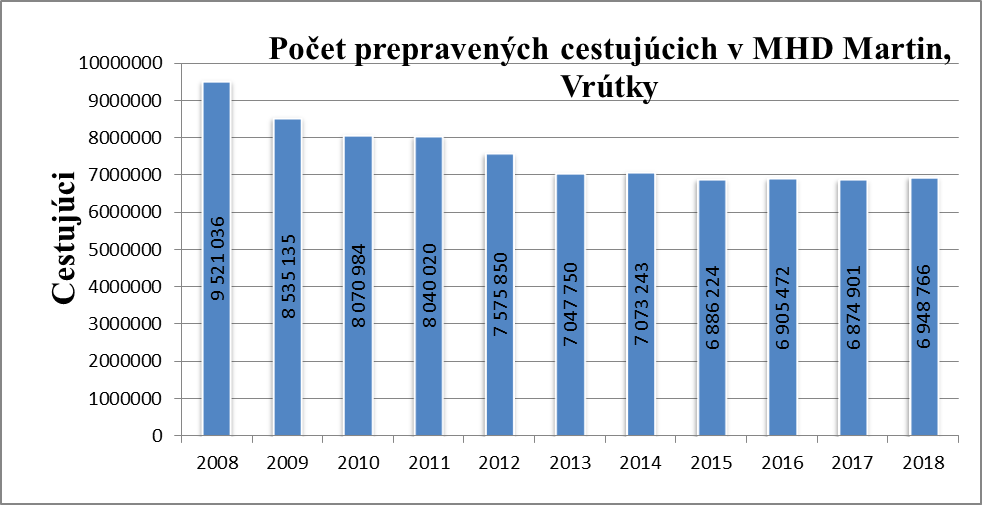 Počet prepravených cestujúcich v MHD Martin,
Vrútky
Cestujúci
10000000
9000000
8000000
7000000
6000000
5000000
4000000
3000000
2000000
1000000
0
9 521 036
8 535 135
8 070 984
8 040 020
7 575 850
7 047 750
7 073 243
6 886 224
6 905 472
6 874 901
6 948 766
2008 2009 2010 2011 2012 2013 2014 2015 2016 2017 2018